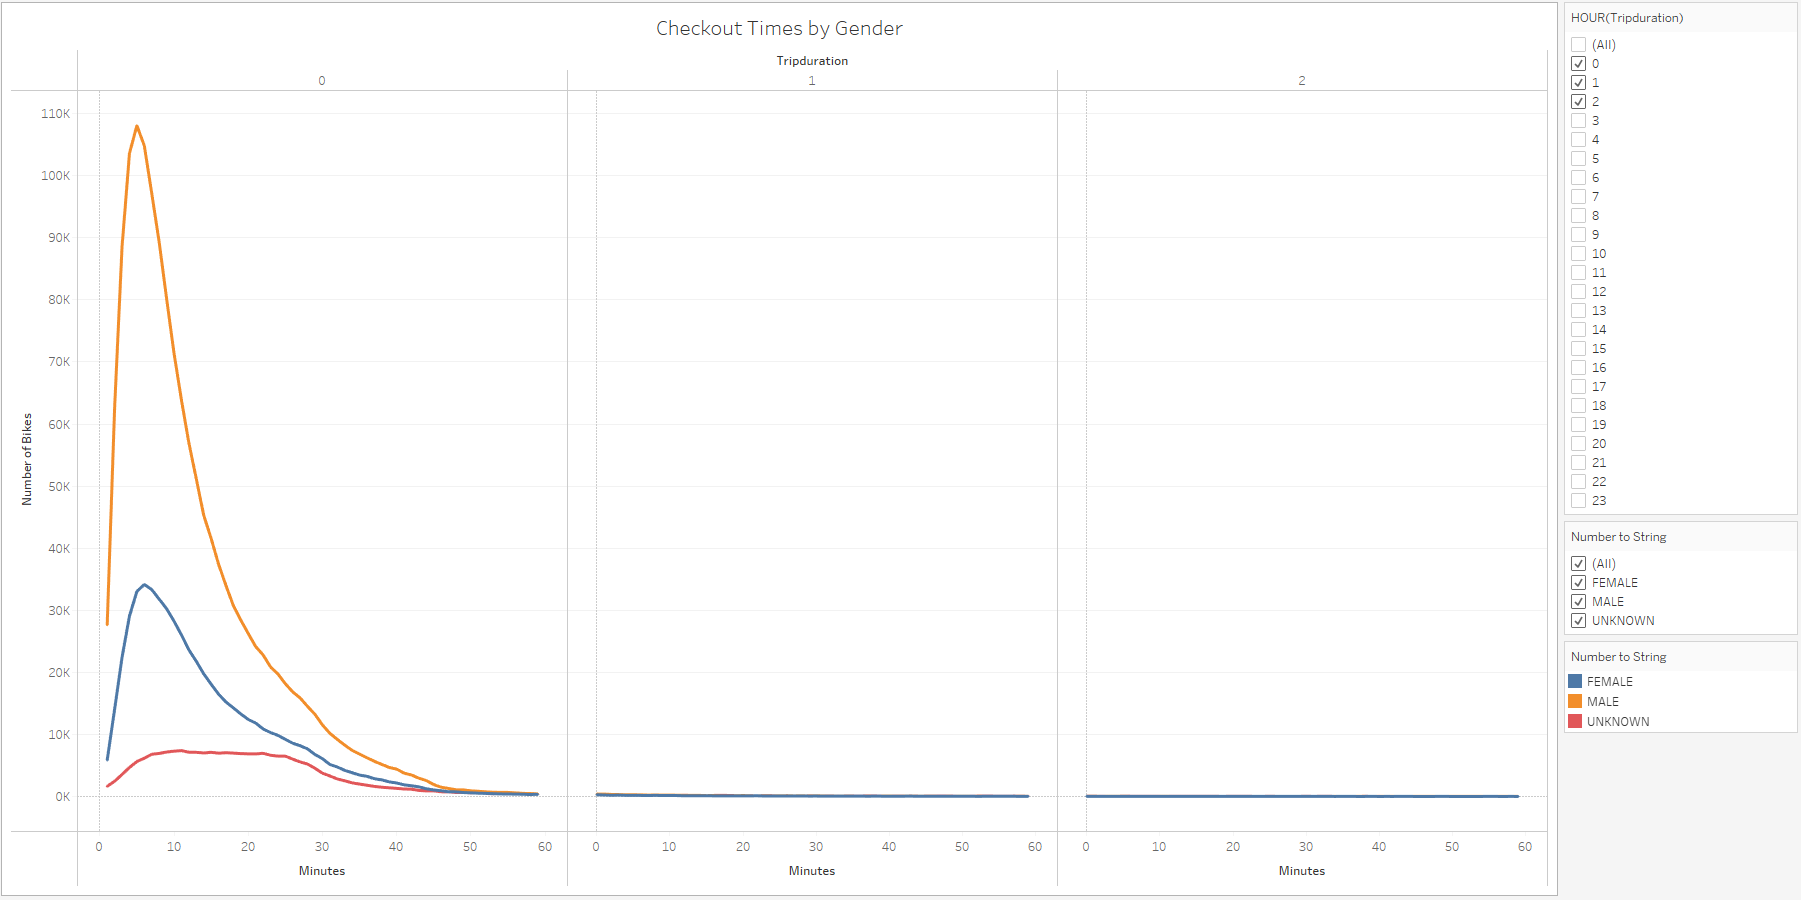 Checkout Times by Gender
Tripduration
0 1 2
110K
100K
90K
80K
70K
60K
50K
40K
30K
20K
10K
0K
Number of Bikes
0 10 20 30 40 50 60 0 10 20 30 40 50 60 0 10 20 30 40 50 60
Minutes Minutes Minutes
HOUR(Tripduration)
(All)
0
1
2
3
4
5
6
7
8
9
10
11
12
13
14
15
16
17
18
19
20
21
22
23
Number to String
(All)
FEMALE
MALE
UNKNOWN
Number to String
FEMALE
MALE
UNKNOWN